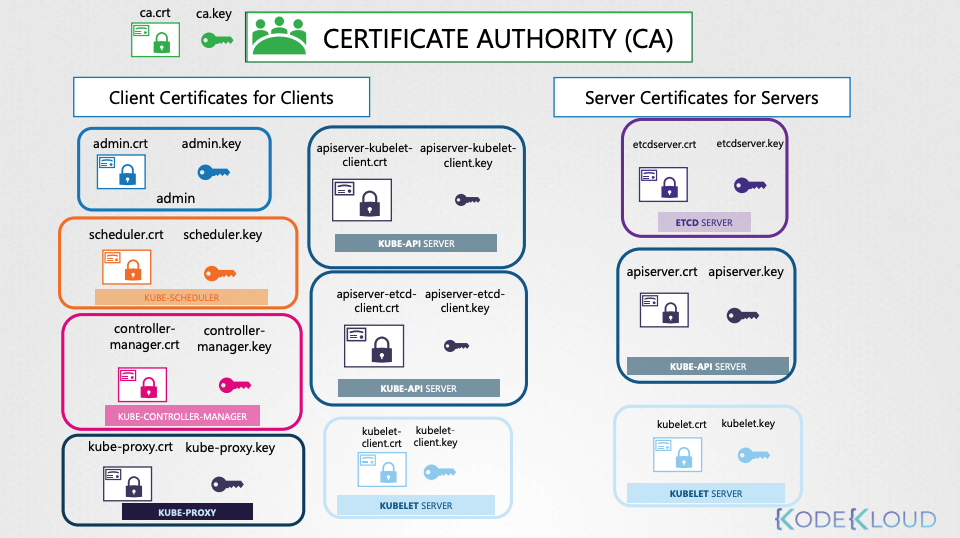 ca.crt
ca.key
CERTIFICATE AUTHORITY (CA)
Client Certificates for Clients
admin.crt
admin.key
admin
scheduler.crt
scheduler.key
KUBE-SCHEDULER
controller-
manager.crt
controller-
manager.key
KUBE-CONTROLLER-MANAGER
kube-proxy.crt
kube-proxy.key
KUBE-PROXY
apiserver-kubelet-
client.crt
apiserver-kubelet-
client.key
KUBE-API SERVER
apiserver-etcd-
client.crt
apiserver-etcd-
client.key
KUBE-API SERVER
kubelet-
client.crt
kubelet-
client.key
KUBELET SERVER
Server Certificates for Servers
etcdserver.crt
etcdserver.key
ETCD SERVER
apiserver.crt
apiserver.key
KUBE-API SERVER
kubelet.crt
kubelet.key
KUBELET SERVER
KODEKLOUD